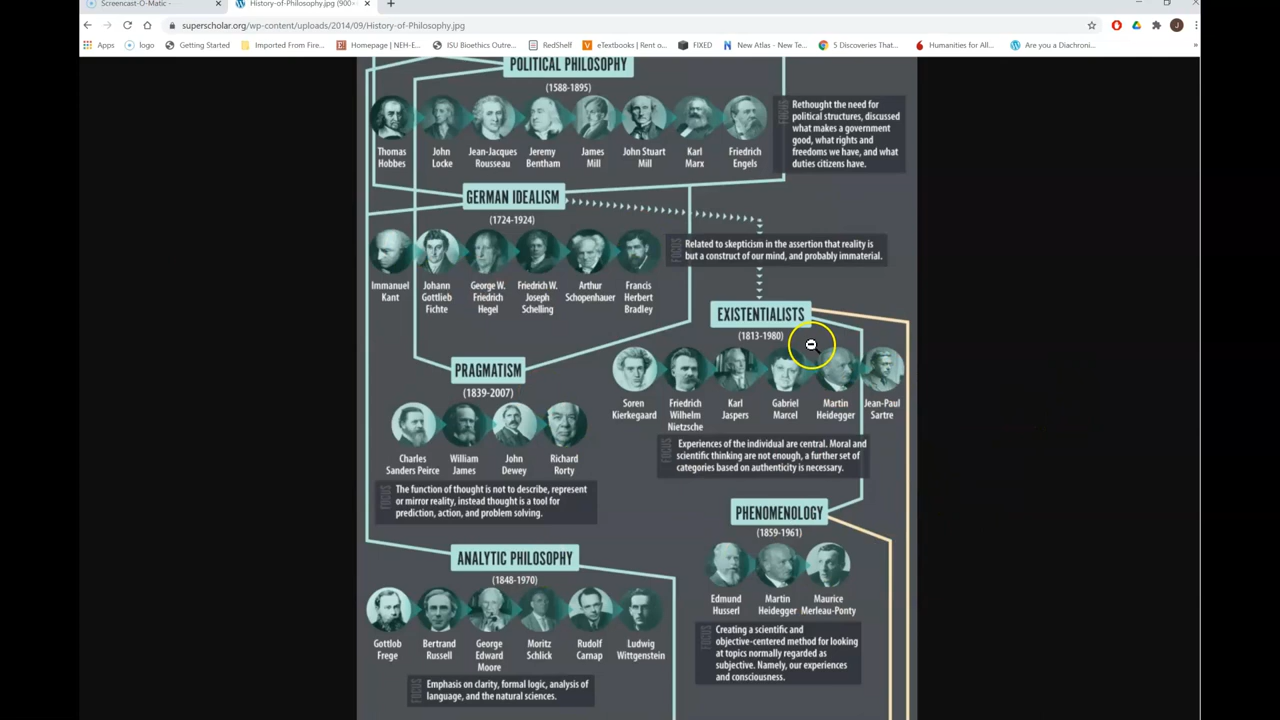 Screencast-O-Matic -
History-of-Philosophy.jpg (900×
superscholar.org/wp-content/uploads/2014/09/History-of-Philosophy.jpg
J
Apps
logo
Getting Started
Imported From Fire...
Homepage | NEH-E...
ISU Bioethics Outre...
RedShelf
eTextbooks | Rent o...
FIXED
New Atlas - New Te...
5 Discoveries That...
Humanities for All...
Are you a Diachroni...
POLITICAL PHILOSOPHY
(1588-1895)
Thomas
Hobbes
John
Locke
Jean-Jacques
Rousseau
Jeremy
Bentham
James
Mill
John Stuart
Mill
Karl
Marx
Friedrich
Engels
FOCUS
Rethought the need for
political structures, discussed
what makes a government
good, what rights and
freedoms we have, and what
duties citizens have.
GERMAN IDEALISM
(1724-1924)
Immanuel
Kant
Johann
Gottlieb
Fichte
George W.
Friedrich
Hegel
Friedrich W.
Joseph
Schelling
Arthur
Schopenhauer
Francis
Herbert
Bradley
FOCUS
Related to skepticism in the assertion that reality is
but a construct of our mind, and probably immaterial.
EXISTENTIALISTS
(1813-1980)
Soren
Kierkegaard
Friedrich
Wilhelm
Nietzsche
Karl
Jaspers
Gabriel
Marcel
Martin
Heidegger
Jean-Paul
Sartre
FOCUS
Experiences of the individual are central. Moral and
scientific thinking are not enough, a further set of
categories based on authenticity is necessary.
PRAGMATISM
(1839-2007)
Charles
Sanders Peirce
William
James
John
Dewey
Richard
Rorty
FOCUS
The function of thought is not to describe, represent
or mirror reality, instead thought is a tool for
prediction, action, and problem solving.
PHENOMENOLOGY
(1859-1961)
Edmund
Husserl
Martin
Heidegger
Maurice
Merleau-Ponty
FOCUS
Creating a scientific and
objective-centered method for looking
at topics normally regarded as
subjective. Namely, our experiences
and consciousness.
ANALYTIC PHILOSOPHY
(1848-1970)
Gottlob
Frege
Bertrand
Russell
George
Edward
Moore
Moritz
Schlick
Rudolf
Carnap
Ludwig
Wittgenstein
FOCUS
Emphasis on clarity, formal logic, analysis of
language, and the natural sciences.